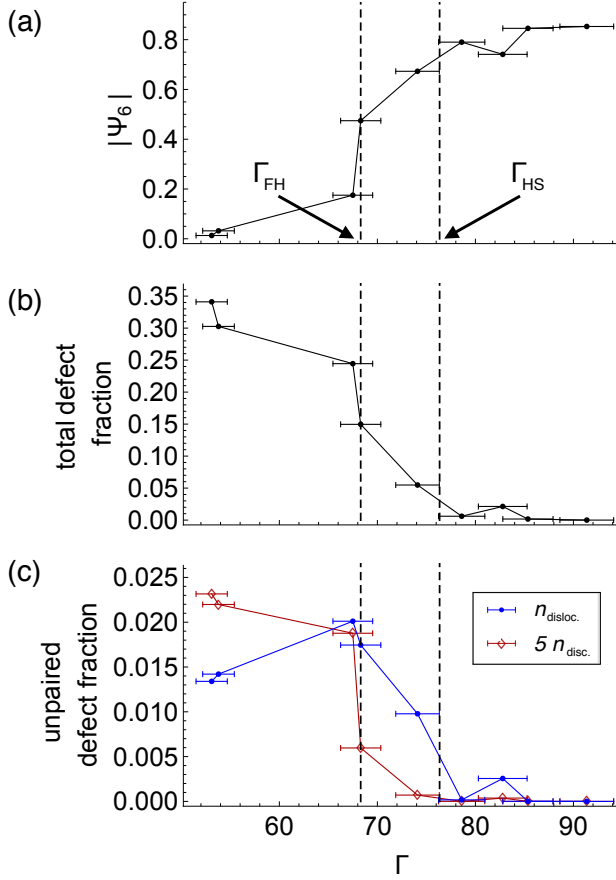 (a)
|Ψ6|
0.8
0.6
0.4
0.2
0.0
ΓFH
ΓHS
(b)
total defect
fraction
0.35
0.30
0.25
0.20
0.15
0.10
0.05
0.00
(c)
unpaired
defect fraction
0.025
0.020
0.015
0.010
0.005
0.000
ndisloc.
5 ndisc.
60 70 80 90
Γ